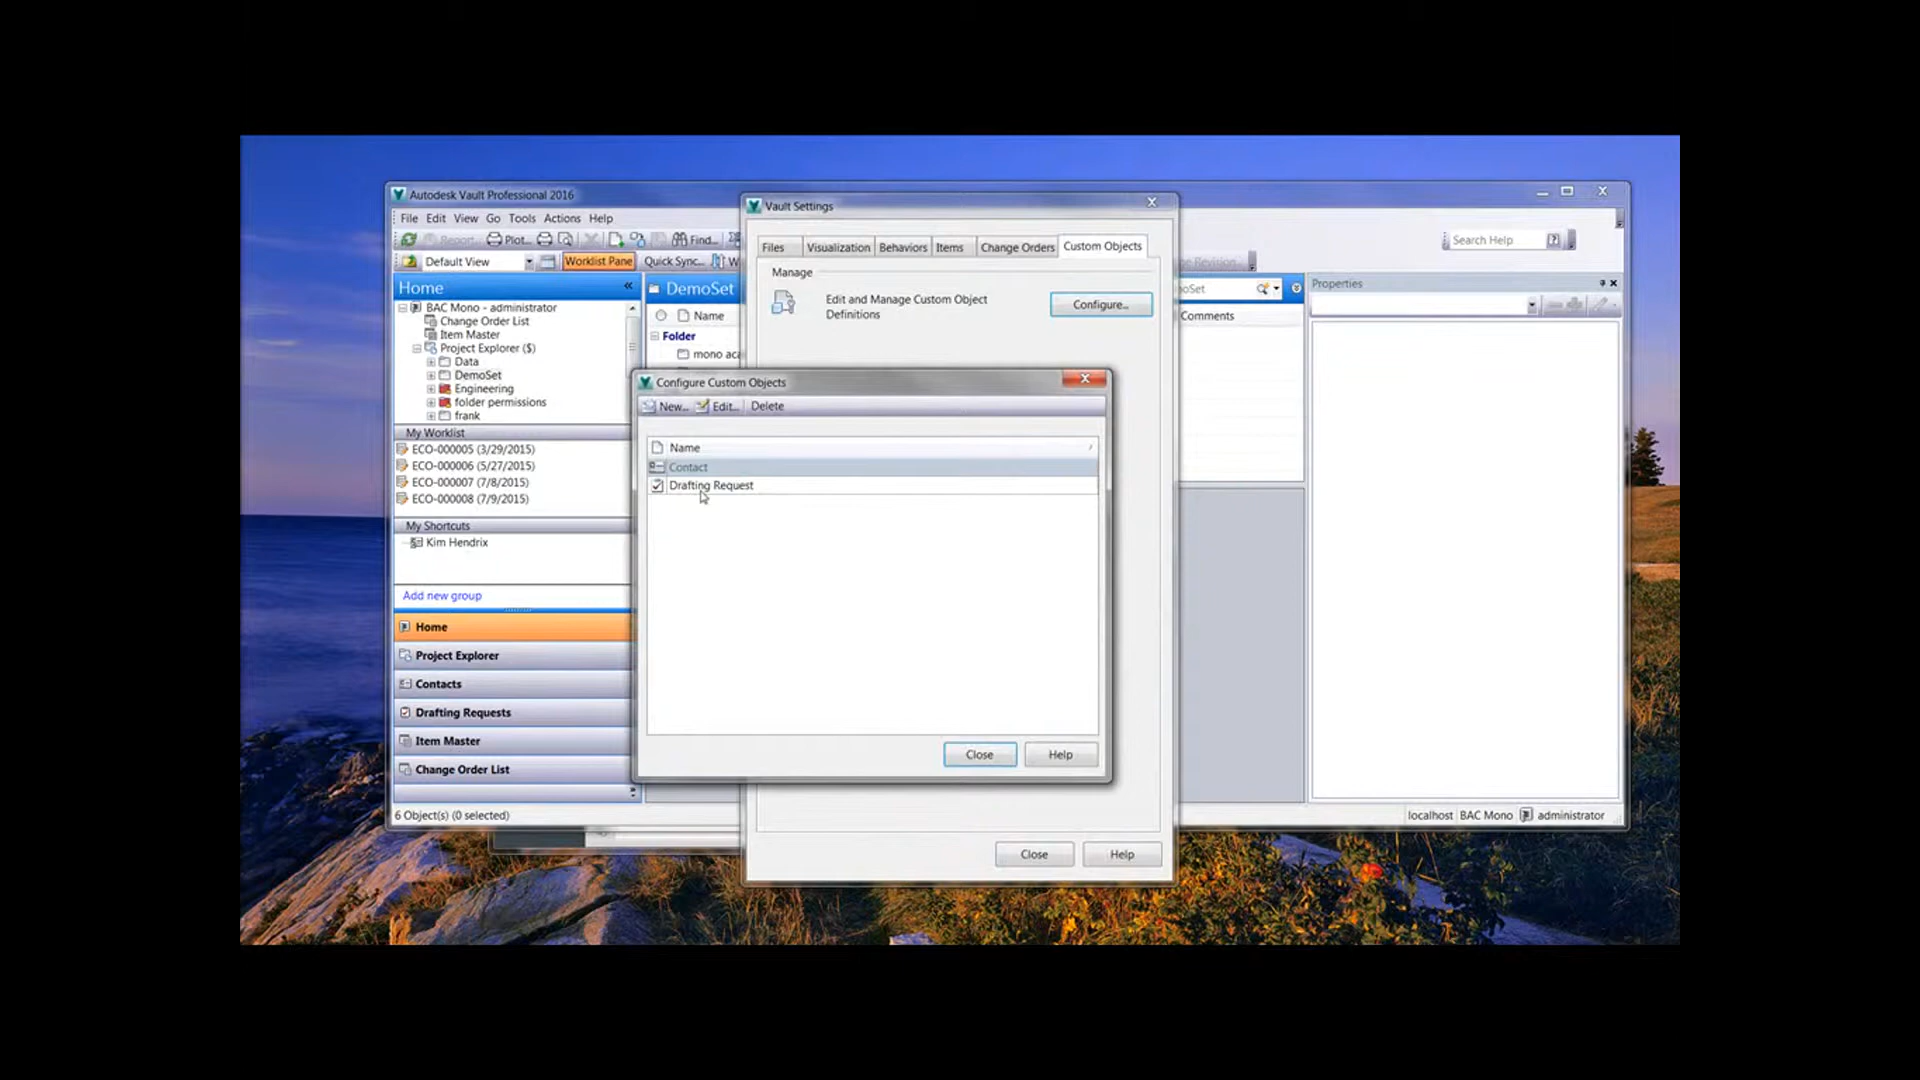 Autodesk Vault Professional 2016
File Edit View Go Tools Actions Help
Report... Plot... Find...
Search Help
Default View Worklist Pane Quick Sync... W
Revision...
Home
BAC Mono - administrator
Change Order List
Item Master
Project Explorer ($)
Data
DemoSet
Engineering
folder permissions
frank
My Worklist
ECO-000005 (3/29/2015)
ECO-000006 (5/27/2015)
ECO-000007 (7/8/2015)
ECO-000008 (7/9/2015)
My Shortcuts
Kim Hendrix
Add new group
Home
Project Explorer
Contacts
Drafting Requests
Item Master
Change Order List
6 Object(s) (0 selected)
DemoSet
Name
Folder
mono aca
Vault Settings
Files Visualization Behaviors Items Change Orders Custom Objects
Manage
Edit and Manage Custom Object
Definitions
Configure...
Configure Custom Objects
New... Edit... Delete
Name
Contact
Drafting Request
Close Help
Close Help
oSet
Comments
Properties
localhost BAC Mono administrator